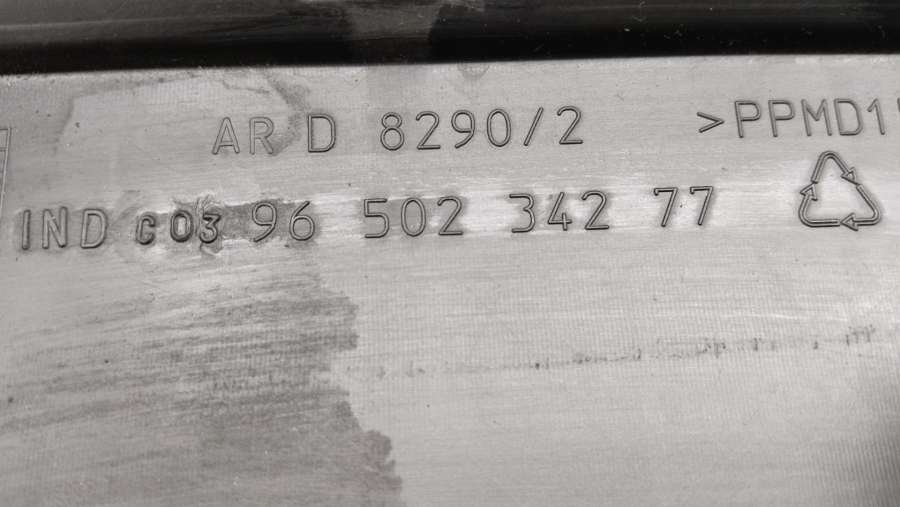 AR D 8290/2 >PPMD1
IND C03 96 502 342 77